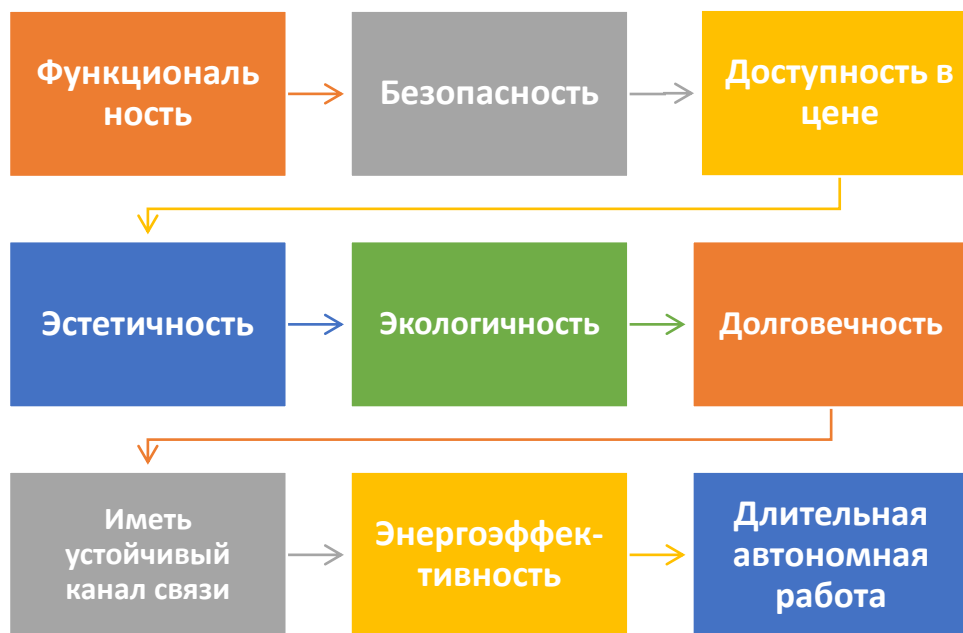 Функциональ
ность
Безопасность
Доступность в
цене
Эстетичность
Экологичность
Долговечность
Иметь
устойчивый
канал связи
Энергоэффек-
тивность
Длительная
автономная
работа